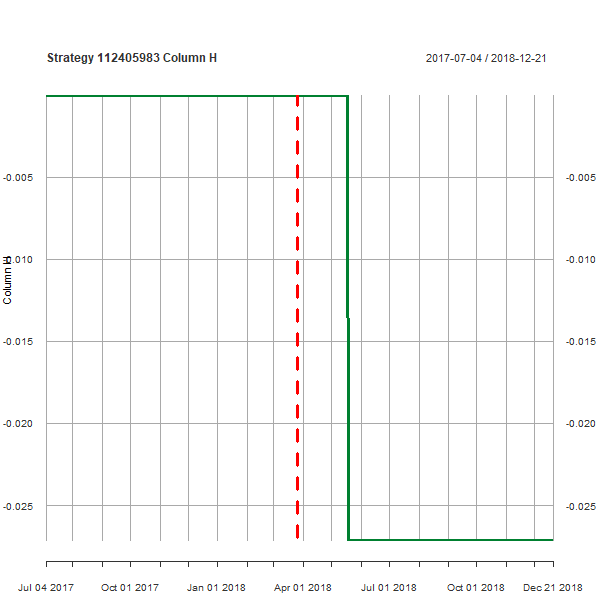 Strategy 112405983 Column H
2017-07-04 / 2018-12-21
-0.005 -0.005
-0.010 -0.010
Column H
-0.015 -0.015
-0.020 -0.020
-0.025 -0.025
Jul 04 2017 Oct 01 2017 Jan 01 2018 Apr 01 2018 Jul 01 2018 Oct 01 2018 Dec 21 2018